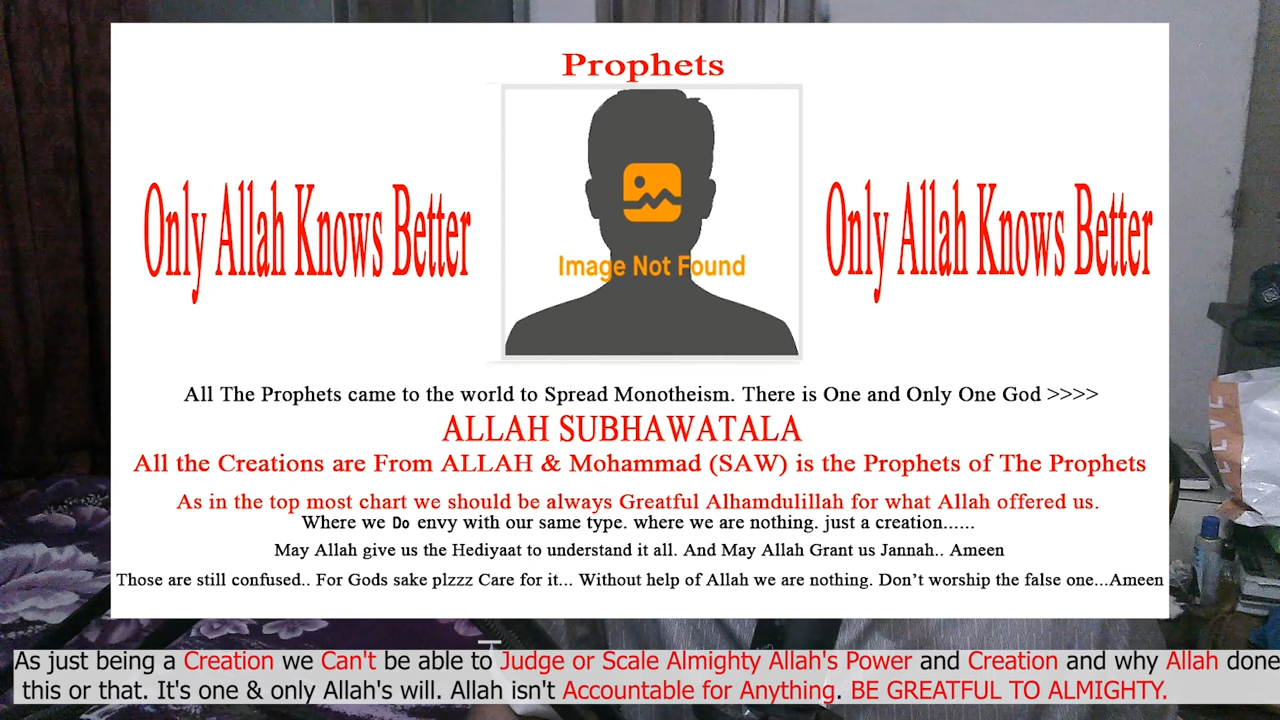 Prophets
Only Allah Knows Better
Image Not Found
Only Allah Knows Better
All The Prophets came to the world to Spread Monotheism. There is One and Only One God >>>>
ALLAH SUBHAWATALA
All the Creations are From ALLAH & Mohammad (SAW) is the Prophets of The Prophets
As in the top most chart we should be always Greatful Alhamdulillah for what Allah offered us.
Where we Do envy with our same type. where we are nothing. just a creation......
May Allah give us the Hediyaat to understand it all. And May Allah Grant us Jannah.. Ameen
Those are still confused.. For Gods sake plzzz Care for it... Without help of Allah we are nothing. Don't worship the false one...Ameen
As just being a Creation we Can't be able to Judge or Scale Almighty Allah's Power and Creation and why Allah done
this or that. It's one & only Allah's will. Allah isn't Accountable for Anything. BE GREATFUL TO ALMIGHTY.